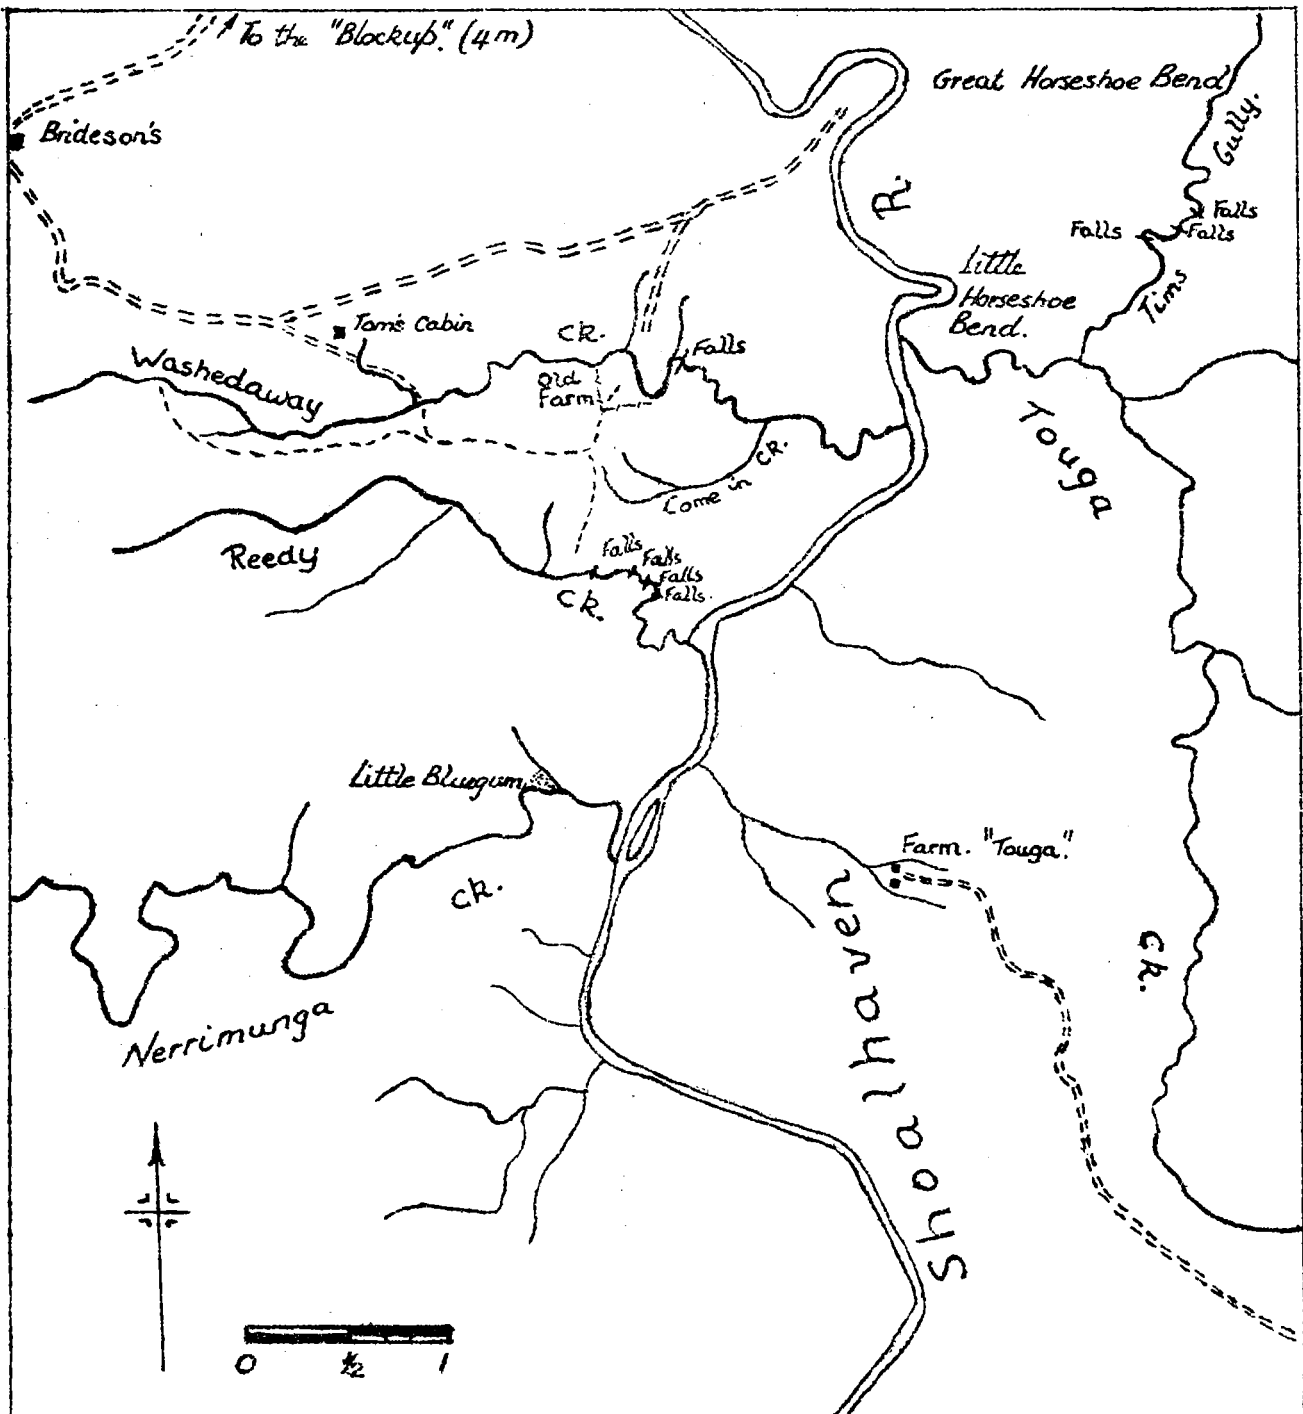 To the "Blockup". (4m)
Great Horseshoe Bend
Brideson's
Gully.
R.
Falls
Falls
Falls
Little
Horseshoe
Bend.
Tims
Tom's Cabin
Ck.
Falls
Washedaway
Old
Farm
Touga
Come in Ck.
Reedy
Falls
Falls
Falls
Falls
Ck.
Little Bluegum
Farm. "Touga".
Ck.
Shoalhaven
Ck.
Nerrimunga
0 ½ 1